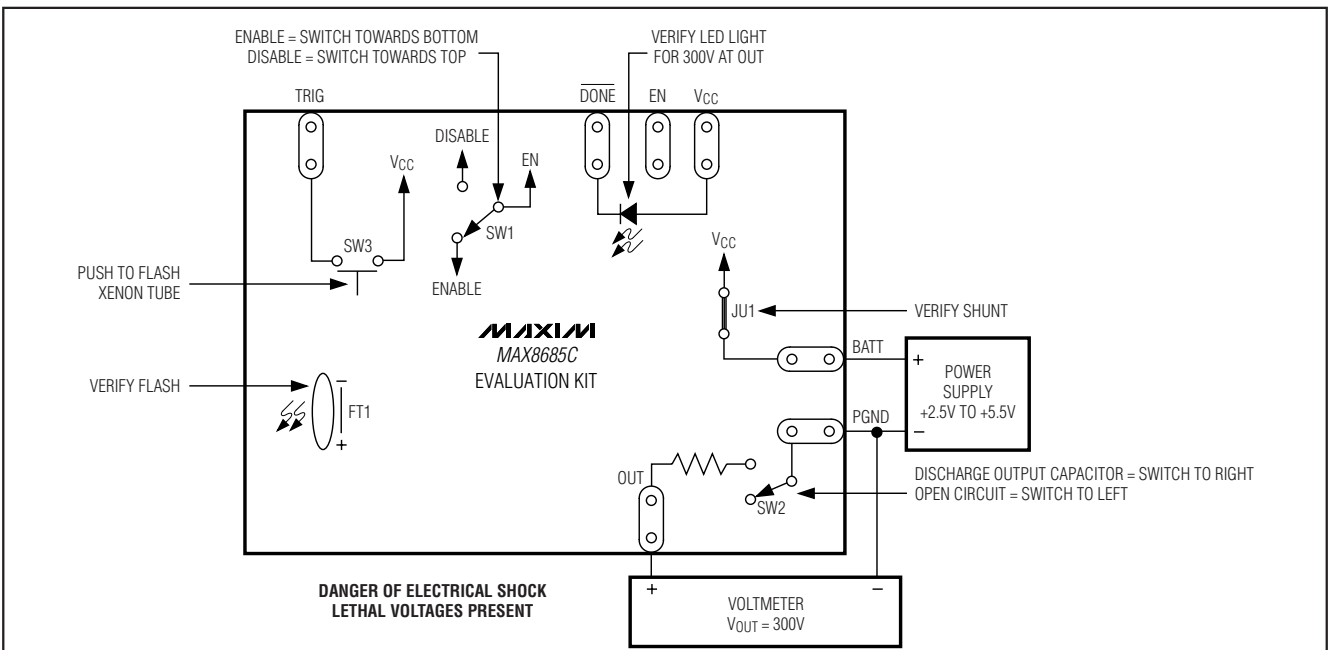 ENABLE = SWITCH TOWARDS BOTTOM
DISABLE = SWITCH TOWARDS TOP
VERIFY LED LIGHT
FOR 300V AT OUT
TRIG
DONE
EN
VCC
DISABLE
EN
VCC
SW1
SW3
ENABLE
PUSH TO FLASH
XENON TUBE
VCC
JU1
VERIFY SHUNT
MAXIM
MAX8685C
EVALUATION KIT
BATT
+
POWER
SUPPLY
+2.5V TO +5.5V
−
PGND
VERIFY FLASH
−
FT1
+
OUT
SW2
DISCHARGE OUTPUT CAPACITOR = SWITCH TO RIGHT
OPEN CIRCUIT = SWITCH TO LEFT
DANGER OF ELECTRICAL SHOCK
LETHAL VOLTAGES PRESENT
+
−
VOLTMETER
VOUT = 300V